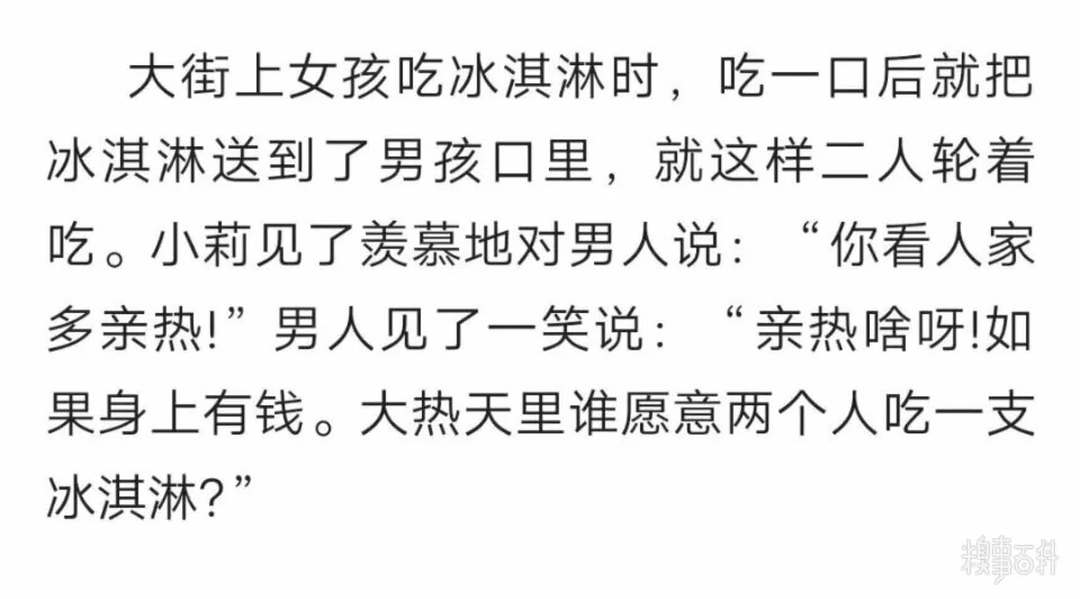 大街上女孩吃冰淇淋时，吃一口后就把
冰淇淋送到了男孩口里，就这样二人轮着
吃。小莉见了羡慕地对男人说：“你看人家
多亲热!”男人见了一笑说：“亲热啥呀!如
果身上有钱。大热天里谁愿意两个人吃一支
冰淇淋?”
糗事百科